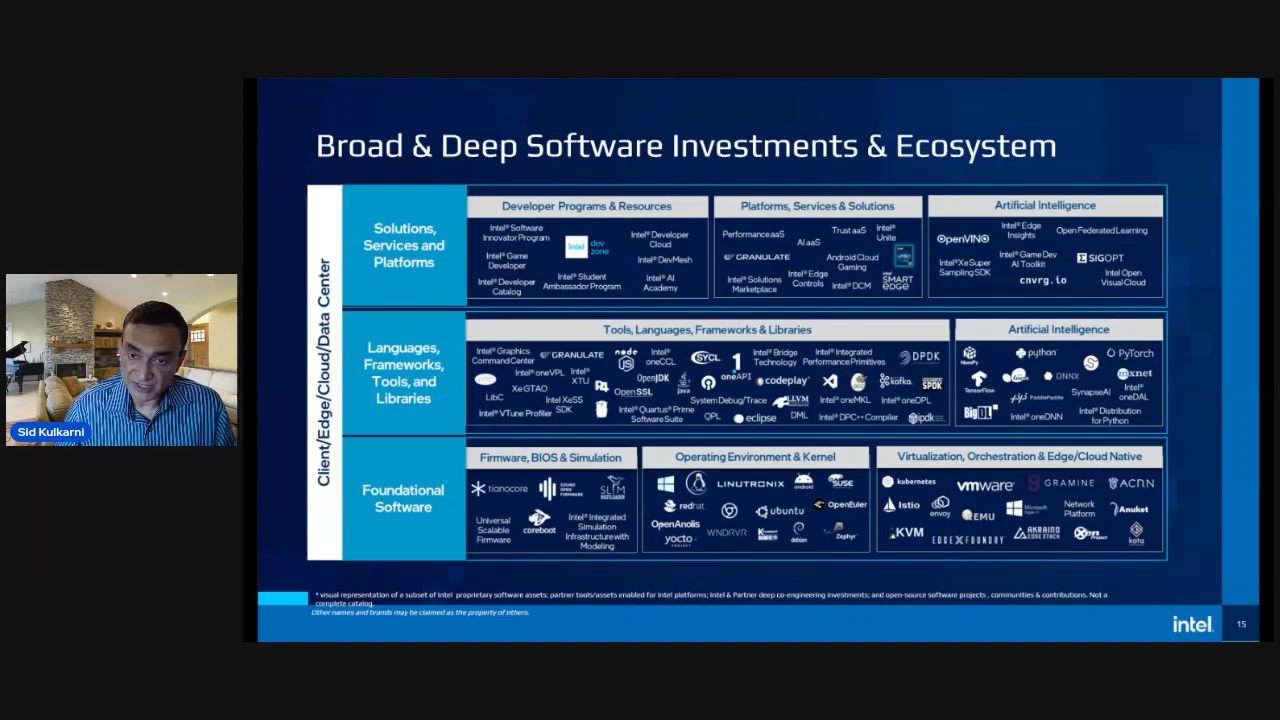 Broad & Deep Software Investments & Ecosystem
Client/Edge/Cloud/Data Center
Solutions,
Services and
Platforms
Developer Programs & Resources
Intel® Software
Innovator Program
Intel® Game
Developer
Intel® Developer
Catalog
intel dev
zone
Intel® Student
Ambassador Program
Intel® Developer
Cloud
Intel® DevMesh
Intel® AI
Academy
Platforms, Services & Solutions
PerformanceaaS
AIaaS
TrustaaS
Intel®
Unite
GRANULATE
Android Cloud
Gaming
Intel® Solutions
Marketplace
Intel® Edge
Controls
Intel® DCM
intel
SMART
EDGE
Artificial Intelligence
OpenVINO
Intel® Edge
Insights
Open Federated Learning
Intel®Xe Super
Sampling SDK
Intel® Game Dev
AI Toolkit
SIGOPT
cnvrg.io
Intel Open
Visual Cloud
Languages,
Frameworks,
Tools, and
Libraries
Tools, Languages, Frameworks & Libraries
Intel® Graphics
Command Center
GRANULATE
node
JS
Intel®
oneCCL
SYCL
oneAPI
Intel® Bridge
Technology
Intel® Integrated
Performance Primitives
DPDK
php
Intel® oneVPL
Intel®
XTU
OpenJDK
Java
codeplay
kafka
SPDK
LibC
Xe GTAO
OpenSSL
Intel XeSS
SDK
System Debug/Trace
LLVM
Intel® oneMKL
Intel® oneDPL
Intel® VTune Profiler
Intel® Quartus® Prime
Software Suite
QPL
eclipse
DML
Intel® DPC++ Compiler
ipdk
Artificial Intelligence
NumPy
python
PyTorch
TensorFlow
ONNX
mxnet
PaddlePaddle
SynapseAI
Intel®
oneDAL
BigDL
Intel® oneDNN
Intel® Distribution
for Python
Foundational
Software
Firmware, BIOS & Simulation
tianocore
SOUND
OPEN
FIRMWARE
SLIM
BOOTLOADER
Universal
Scalable
Firmware
coreboot
Intel® Integrated
Simulation
Infrastructure with
Modeling
Operating Environment & Kernel
LINUTRONIX
android
SUSE
redhat
ubuntu
OpenEuler
OpenAnolis
WNDRVR
debian
Zephyr
yocto
PROJECT
Virtualization, Orchestration & Edge/Cloud Native
kubernetes
vmware
GRAMINE
ACRN
Istio
envoy
QEMU
Microsoft
Hyper-V
Network
Platform
Anuket
KVM
EDGE X FOUNDRY
AKRAINO
EDGE STACK
Xen Project
kata
* visual representation of a subset of Intel proprietary software assets; partner tools/assets enabled for Intel platforms; Intel & Partner deep co-engineering investments; and open-source software projects , communities & contributions. Not a
complete catalog.
Other names and brands may be claimed as the property of others.
intel.
15
Sid Kulkarni